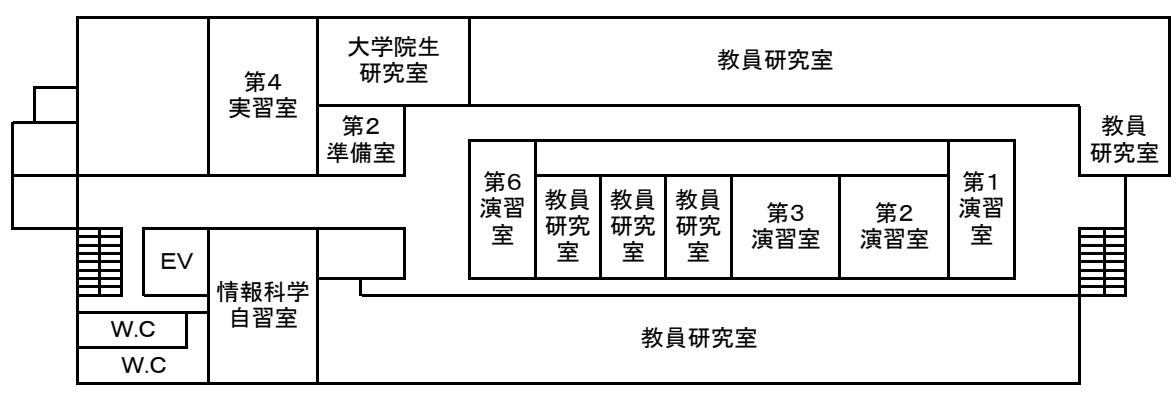 大学院生
研究室
教員研究室
第4
実習室
第2
準備室
教員
研究室
第6
演習
室
教員
研究
室
教員
研究
室
教員
研究
室
第3
演習室
第2
演習室
第1
演習
室
EV
情報科学
自習室
W.C
W.C
教員研究室